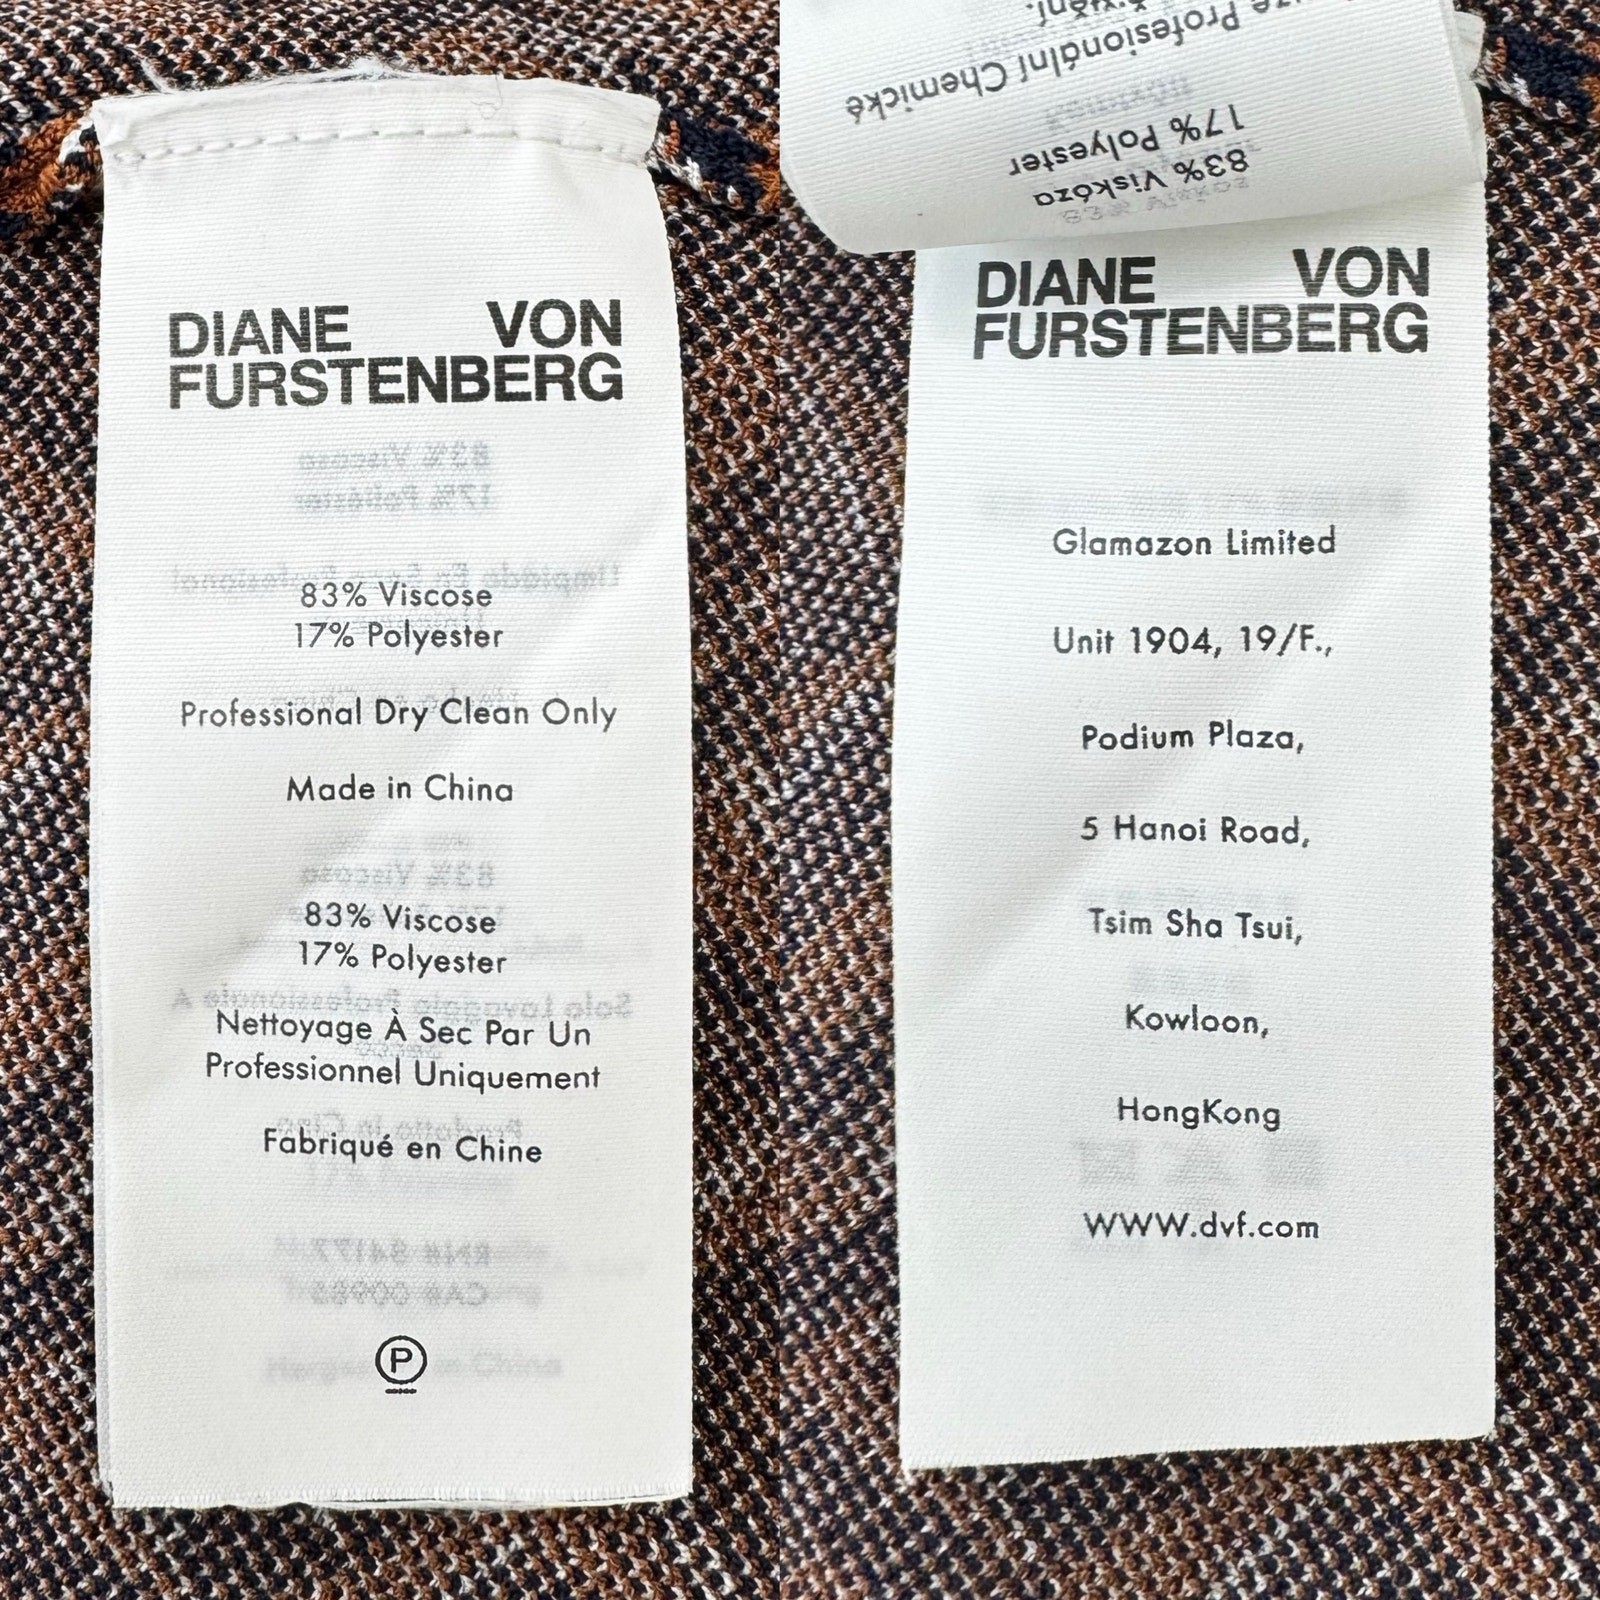 DIANE VON
FURSTENBERG
83% Viscose
17% Polyester
Professional Dry Clean Only
Made in China
83% Viscose
17% Polyester
Nettoyage À Sec Par Un
Professionnel Uniquement
Fabriqué en Chine
P
83% Viskóza
17% Polyester
Profesionální Chemické
DIANE VON
FURSTENBERG
Glamazon Limited
Unit 1904, 19/F.,
Podium Plaza,
5 Hanoi Road,
Tsim Sha Tsui,
Kowloon,
HongKong
WWW.dvf.com